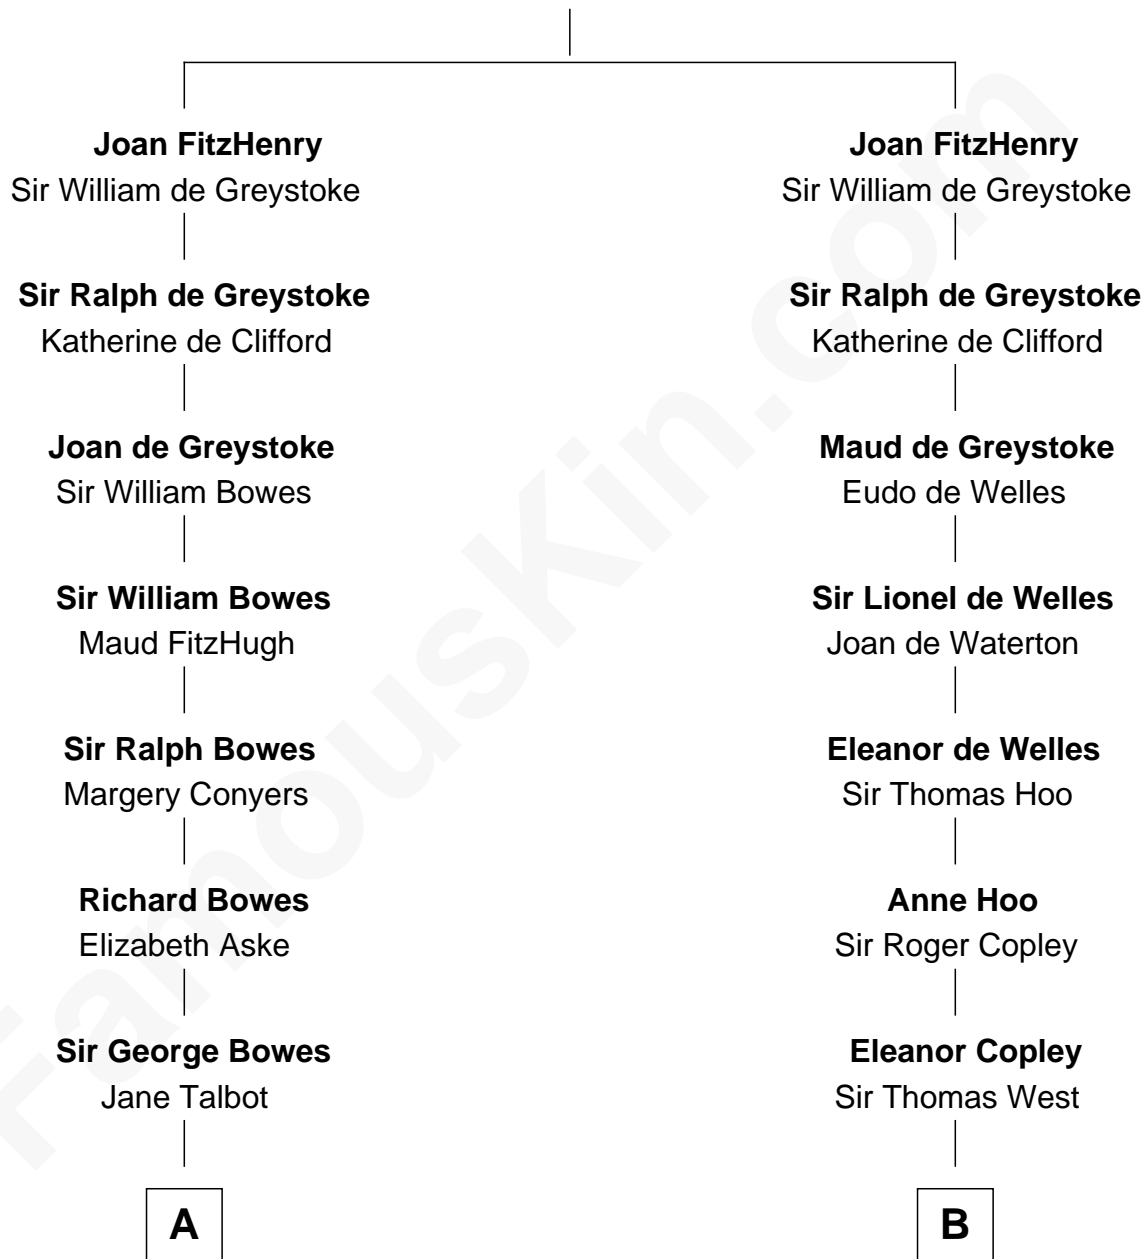 Joan FitzHenry
Sir William de Greystoke
Sir Ralph de Greystoke
Katherine de Clifford
Joan de Greystoke
Sir William Bowes
Sir William Bowes
Maud FitzHugh
Sir Ralph Bowes
Margery Conyers
Richard Bowes
Elizabeth Aske
Sir George Bowes
Jane Talbot
A
Joan FitzHenry
Sir William de Greystoke
Sir Ralph de Greystoke
Katherine de Clifford
Maud de Greystoke
Eudo de Welles
Sir Lionel de Welles
Joan de Waterton
Eleanor de Welles
Sir Thomas Hoo
Anne Hoo
Sir Roger Copley
Eleanor Copley
Sir Thomas West
B
FamousKin.com